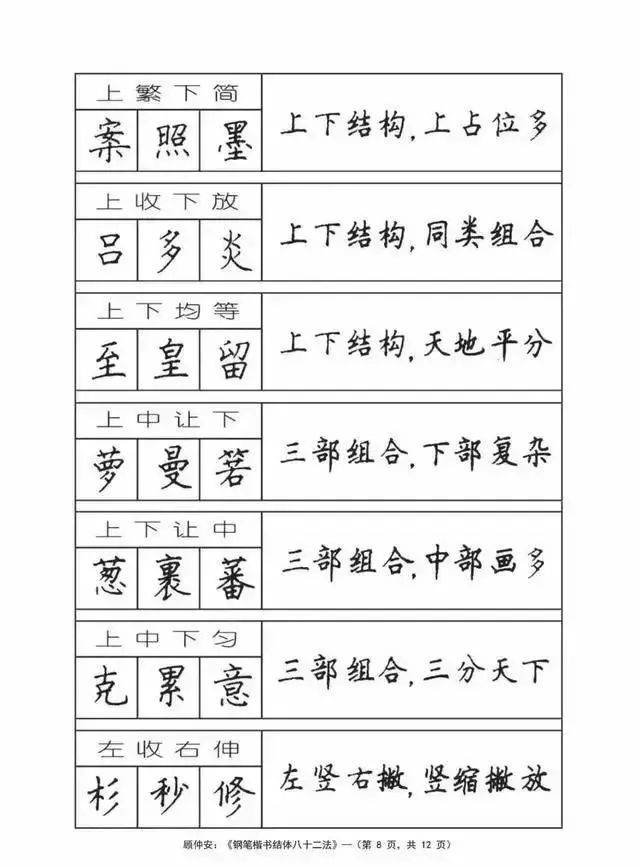 上繁下简
案照墨
上下结构,上占位多
上收下放
吕多炎
上下结构,同类组合
上下均等
至皇留
上下结构,天地平分
上中让下
萝曼箬
三部组合,下部复杂
上下让中
葱裹蕃
三部组合,中部画多
上中下匀
克累意
三部组合,三分天下
左收右伸
杉秒修
左竖右撇,竖缩撇放
顾仲安:《钢笔楷书结体八十二法》—(第 8 页,共 12 页)